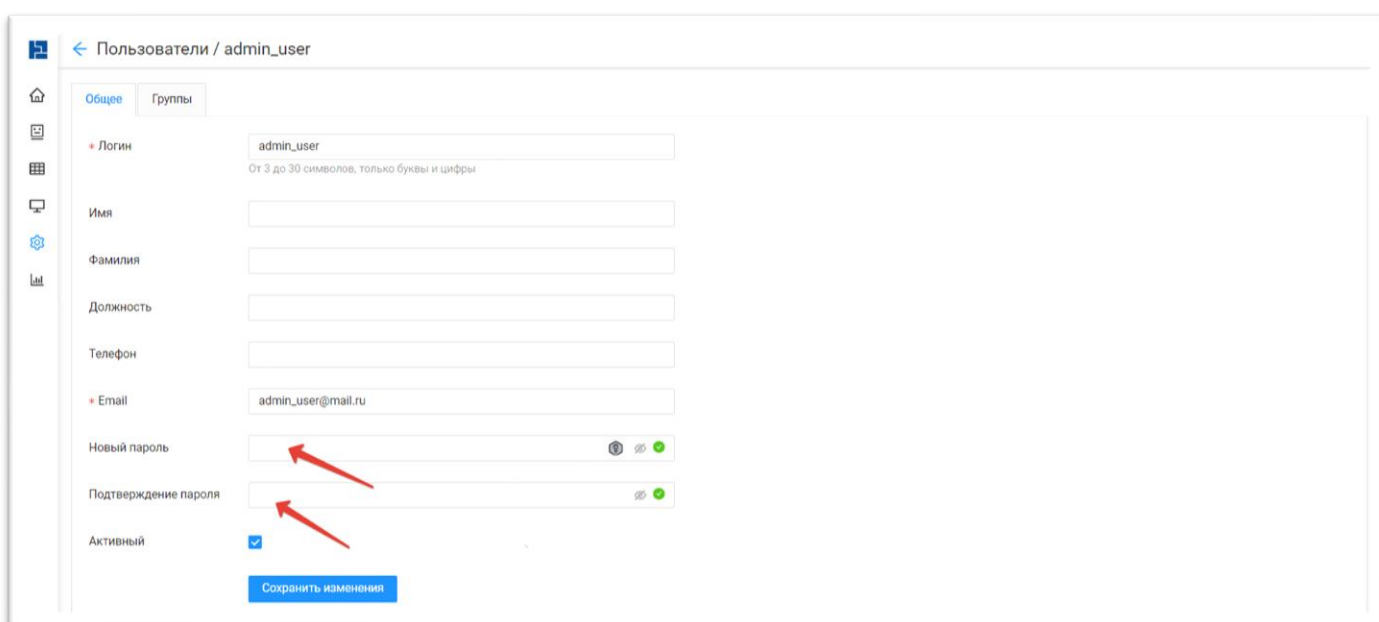 Пользователи / admin_user
Общее Группы
* Логин admin_user
От 3 до 30 символов, только буквы и цифры
Имя
Фамилия
Должность
Телефон
* Email admin_user@mail.ru
Новый пароль
Подтверждение пароля
Активный
Сохранить изменения